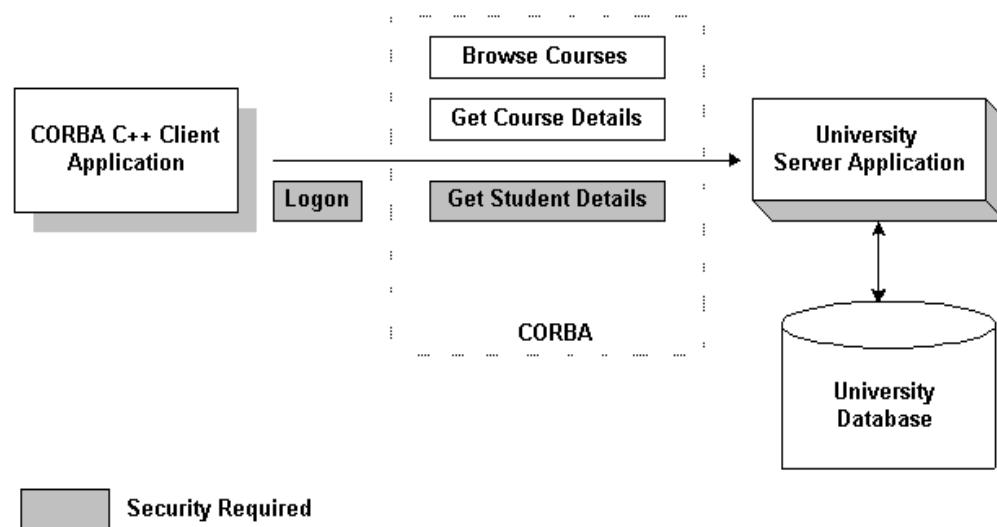 Browse Courses
CORBA C++ Client
Application
Get Course Details
University
Server Application
Logon
Get Student Details
CORBA
University
Database
Security Required